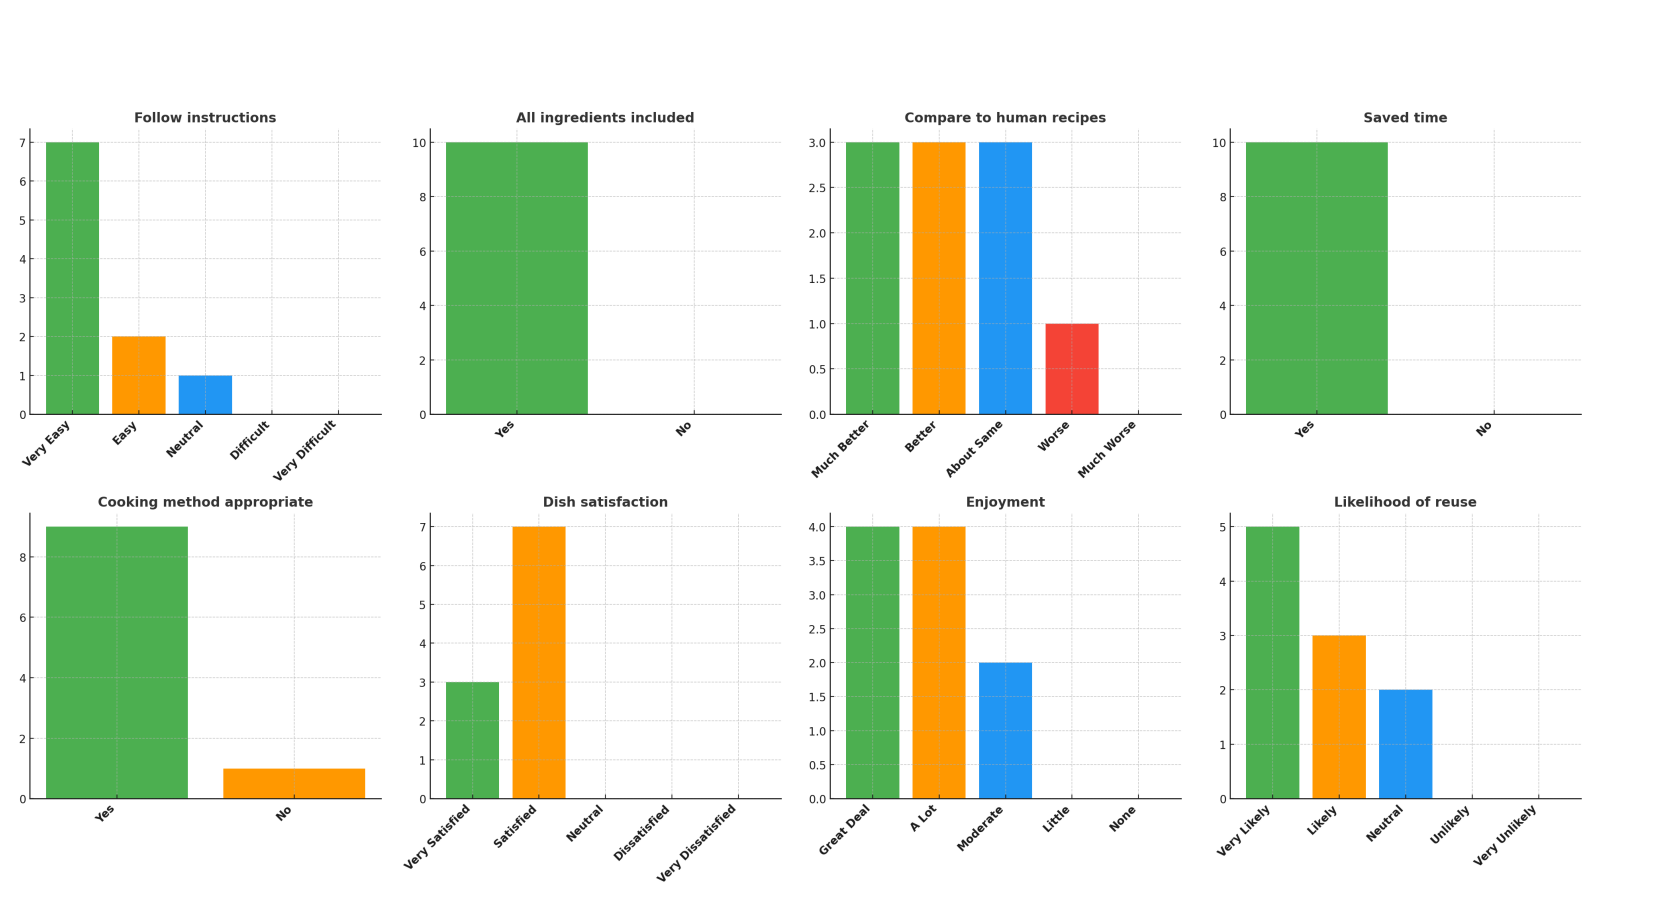 Follow instructions
7
6
5
4
3
2
1
0
Very Easy
Easy
Neutral
Difficult
Very Difficult
All ingredients included
10
8
6
4
2
0
Yes
No
Compare to human recipes
3.0
2.5
2.0
1.5
1.0
0.5
0.0
Much Better
Better
About Same
Worse
Much Worse
Saved time
10
8
6
4
2
0
Yes
No
Cooking method appropriate
8
6
4
2
0
Yes
No
Dish satisfaction
7
6
5
4
3
2
1
0
Very Satisfied
Satisfied
Neutral
Dissatisfied
Very Dissatisfied
Enjoyment
4.0
3.5
3.0
2.5
2.0
1.5
1.0
0.5
0.0
Great Deal
A Lot
Moderate
Little
None
Likelihood of reuse
5
4
3
2
1
0
Very Likely
Likely
Neutral
Unlikely
Very Unlikely